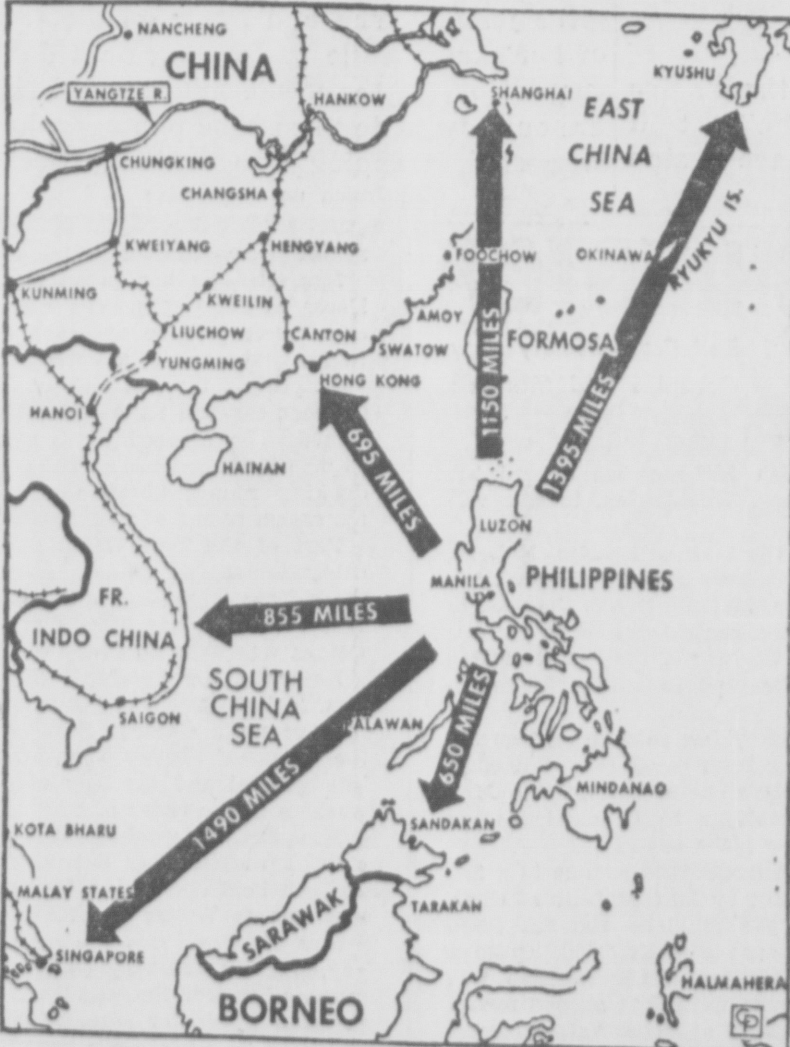 NANCHENG
CHINA
KYUSHU
YANGTZE R.
HANKOW
SHANGHAI
EAST
CHINA
SEA
CHUNGKING
CHANGSHA
RYUKYU IS.
KWEIYANG
HENGYANG
FOOCHOW
OKINAWA
KUNMING
KWEILIN
AMOY
LIUCHOW
CANTON
FORMOSA
SWATOW
YUNGMING
HONG KONG
1150 MILES
1395 MILES
HANOI
695 MILES
HAINAN
LUZON
MANILA
PHILIPPINES
FR.
INDO CHINA
855 MILES
SOUTH
CHINA
SEA
SAIGON
PALAWAN
650 MILES
1490 MILES
MINDANAO
KOTA BHARU
SANDAKAN
MALAY STATES
TARAKAN
SARAWAK
SINGAPORE
HALMAHERA
BORNEO
CP